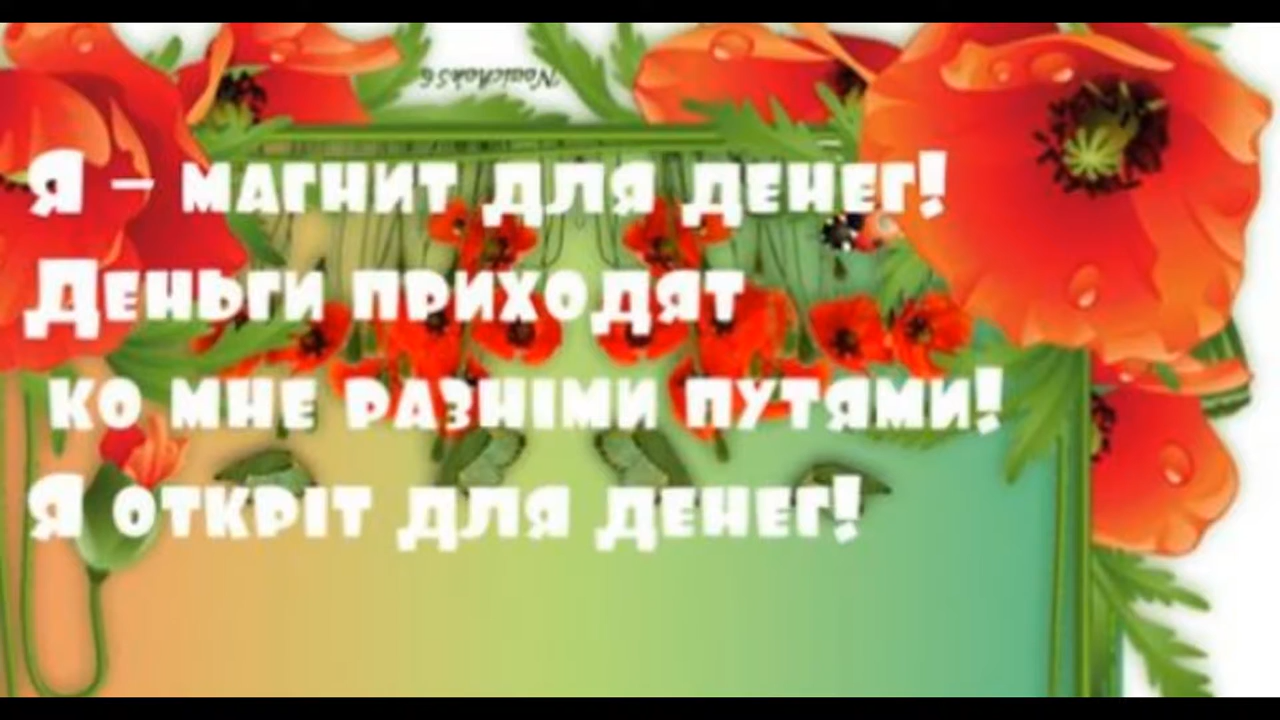 Я – магнит для денег!
Деньги приходят
ко мне разніми путями!
Я откріт для денег!